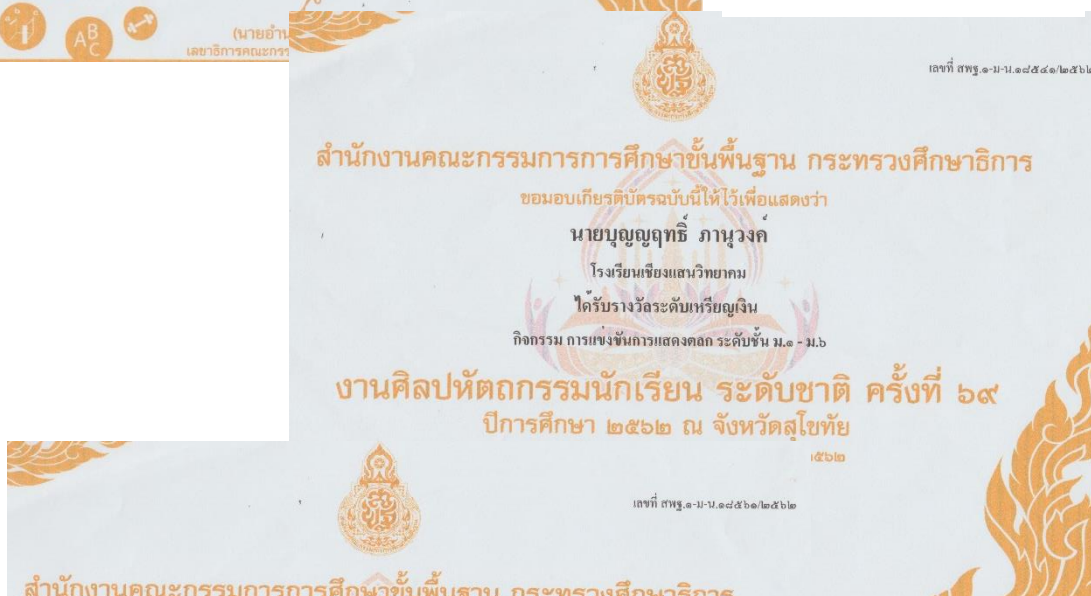 A B C
(นายอำน
เลขาธิการคณะกรร
เลขที่ สพฐ.๑-ม-น.๑๘๕๔๑/๒๕๖๒
สำนักงานคณะกรรมการการศึกษาขั้นพื้นฐาน กระทรวงศึกษาธิการ
ขอมอบเกียรติบัตรฉบับนี้ให้ไว้เพื่อแสดงว่า
นายบุญญฤทธิ์ ภานุวงค์
โรงเรียนเชียงแสนวิทยาคม
ได้รับรางวัลระดับเหรียญเงิน
กิจกรรม การแข่งขันการแสดงตลก ระดับชั้น ม.๑ - ม.๖
งานศิลปหัตถกรรมนักเรียน ระดับชาติ ครั้งที่ ๖๙
ปีการศึกษา ๒๕๖๒ ณ จังหวัดสุโขทัย
๕๖๒
เลขที่ สพฐ.๑-ม-น.๑๘๕๖๑/๒๕๖๒
สำนักงานคณะกรรมการการศึกษาขั้นพื้นฐาน กระทรวงศึกษาธิการ